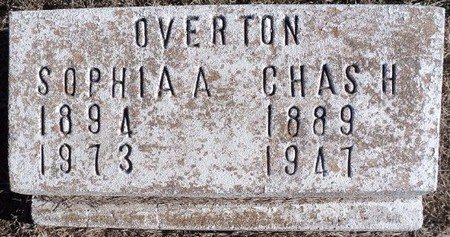 OVERTON
SOPHIA A CHAS H
1894 1889
1973 1947